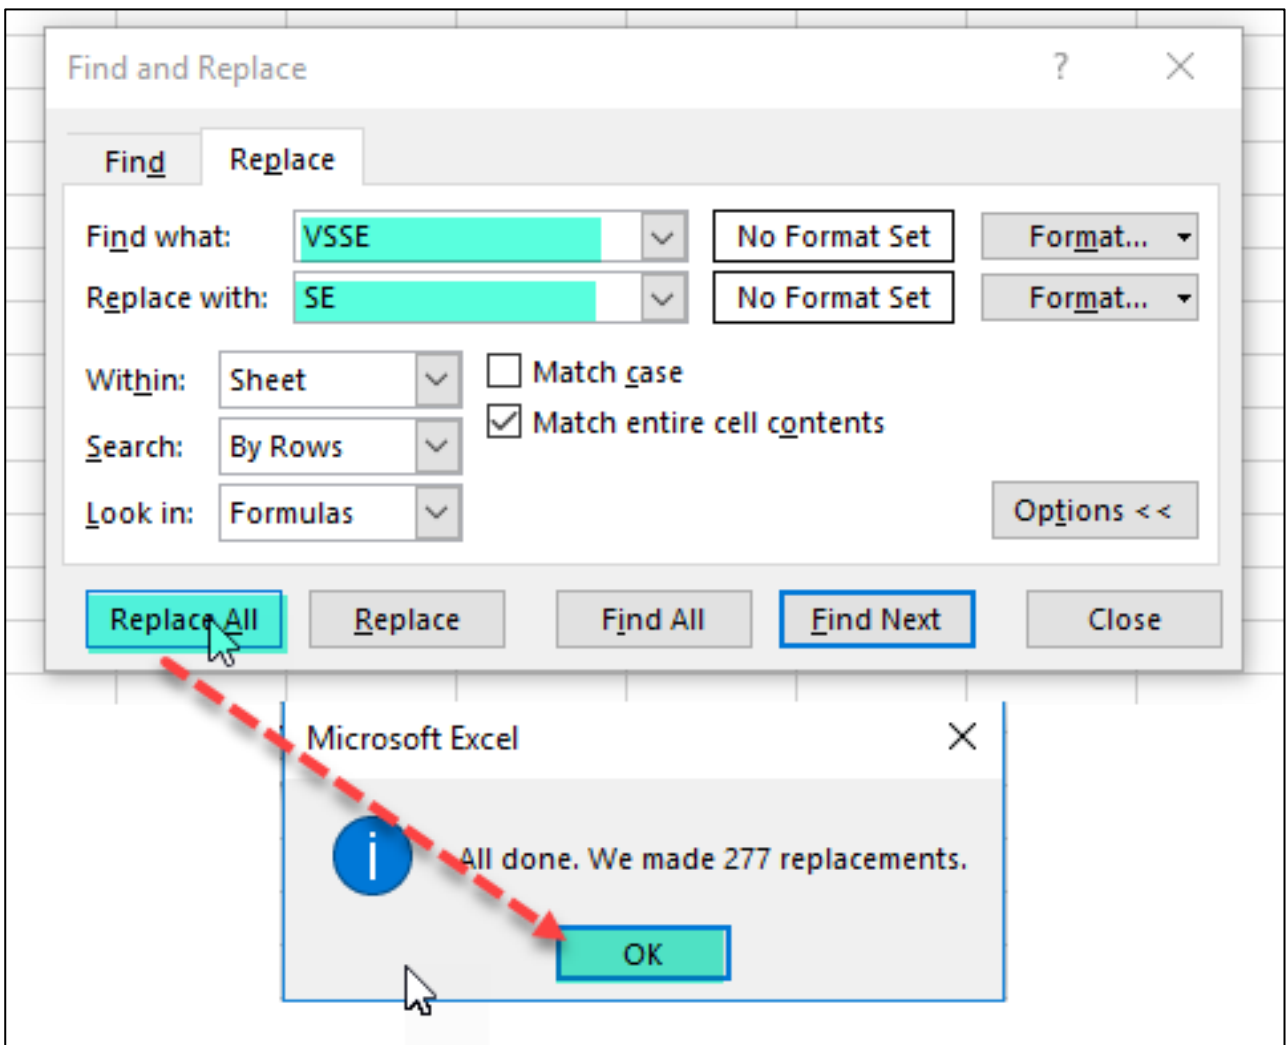 Find and Replace ?
Find Replace
Find what: VSSE No Format Set Format...
Replace with: SE No Format Set Format...
Within: Sheet Match case
Match entire cell contents
Search: By Rows
Look in: Formulas Options <<
Replace All Replace Find All Find Next Close
Microsoft Excel
i All done. We made 277 replacements.
OK